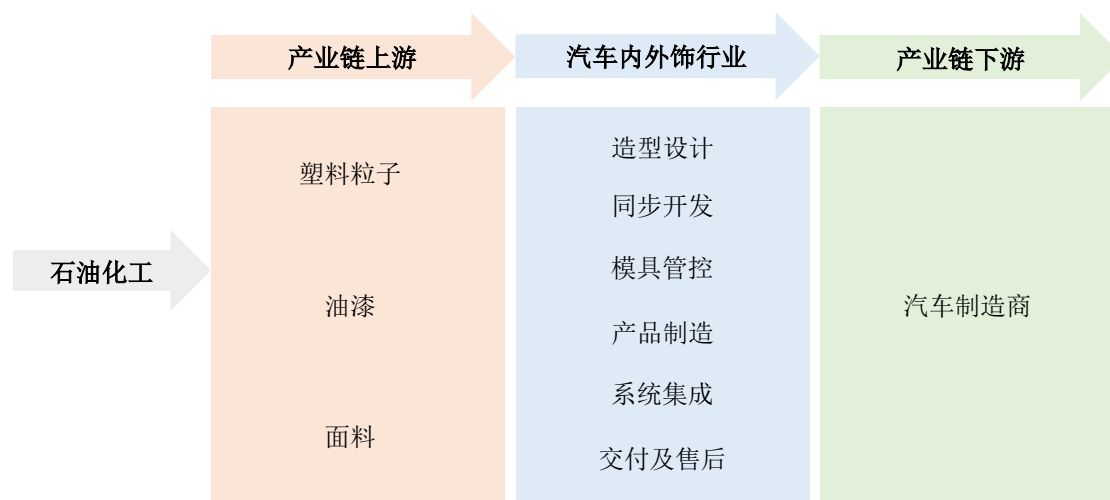 产业链上游
汽车内外饰行业
产业链下游
石油化工
塑料粒子
油漆
面料
造型设计
同步开发
模具管控
产品制造
系统集成
交付及售后
汽车制造商